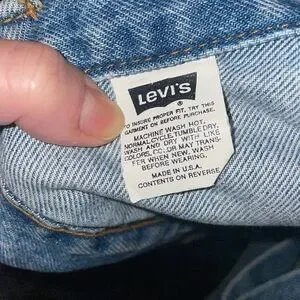 Levi's
®
TO INSURE PROPER FIT, TRY THIS
GARMENT ON BEFORE PURCHASE.
MACHINE WASH HOT,
NORMAL CYCLE, TUMBLE DRY.
WASH AND DRY WITH LIKE
COLORS, COLOR MAY TRANS-
FER WHEN NEW. WASH
BEFORE WEARING.
MADE IN U.S.A.
CONTENTS ON REVERSE